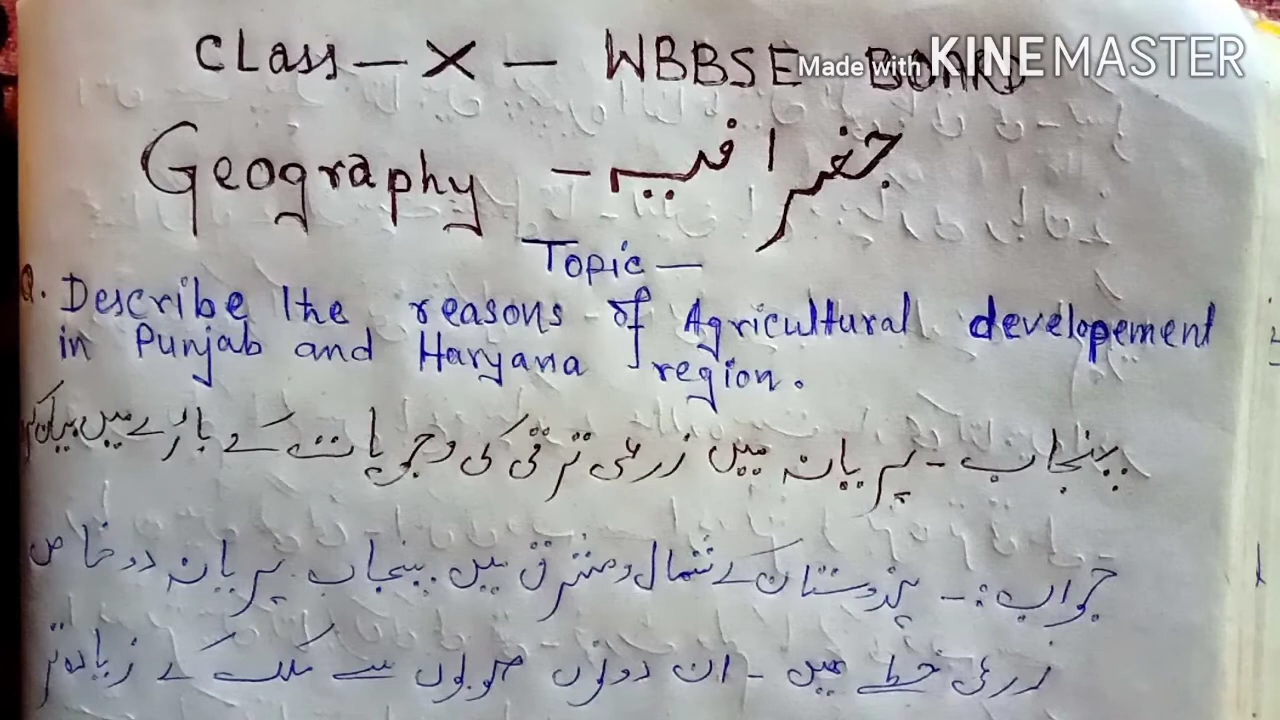 Class - X - WBBSE BOARD
Made with KINEMASTER
Geography - جغرافیہ
Topic -
Q. Describe the reasons of Agricultural developement
in Punjab and Haryana region.
پنجاب - ہریانہ میں زرعی ترقی کی وجوہات کے بارے میں بیان
جواب :- ہندوستان کے شمال و مشرق میں پنجاب ہریانہ دو خاص
زرعی خطے ہیں - ان دونوں صوبوں سے ملک کے زیادہ تر